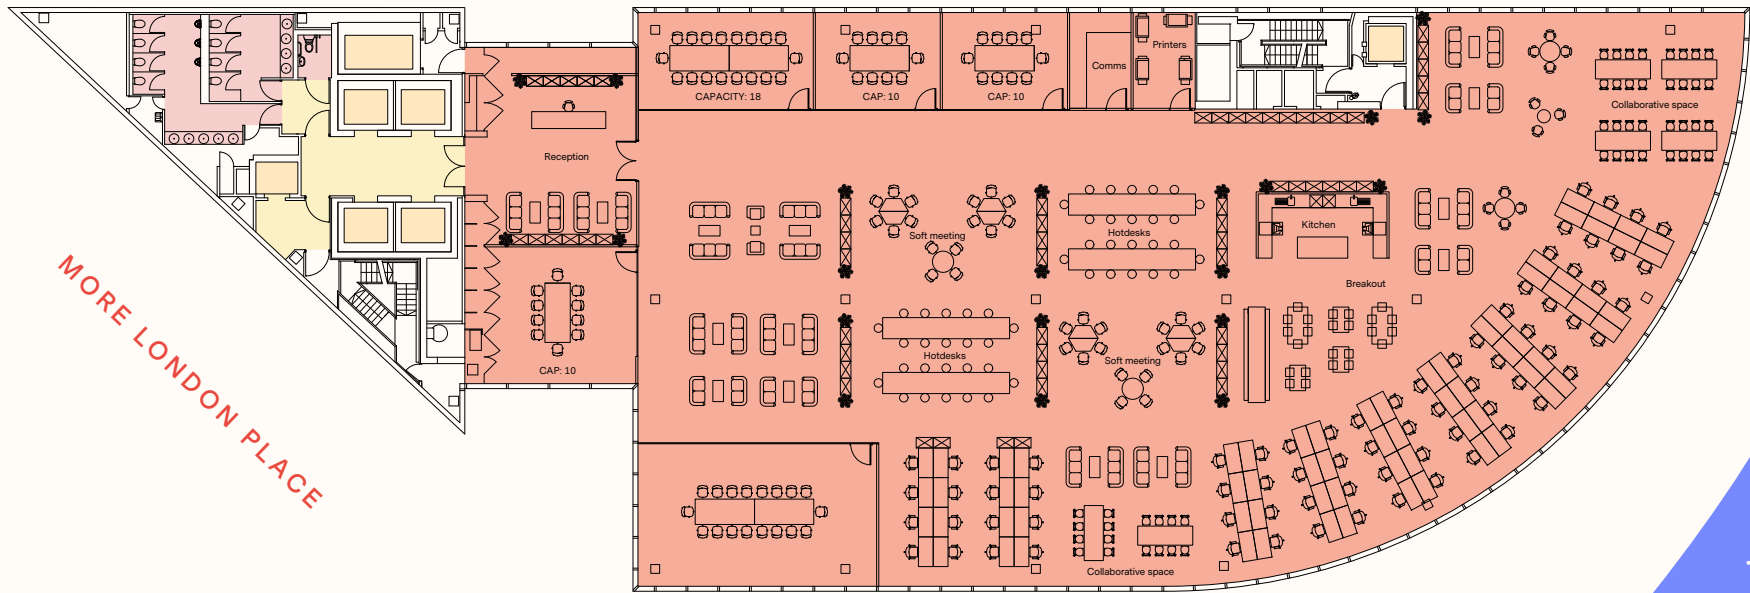 Printers
Comms
CAPACITY: 18
CAP: 10
CAP: 10
Collaborative space
Reception
Kitchen
Soft meeting
Hotdesks
Breakout
MORE LONDON PLACE
Hotdesks
Soft meeting
CAP: 10
Collaborative space